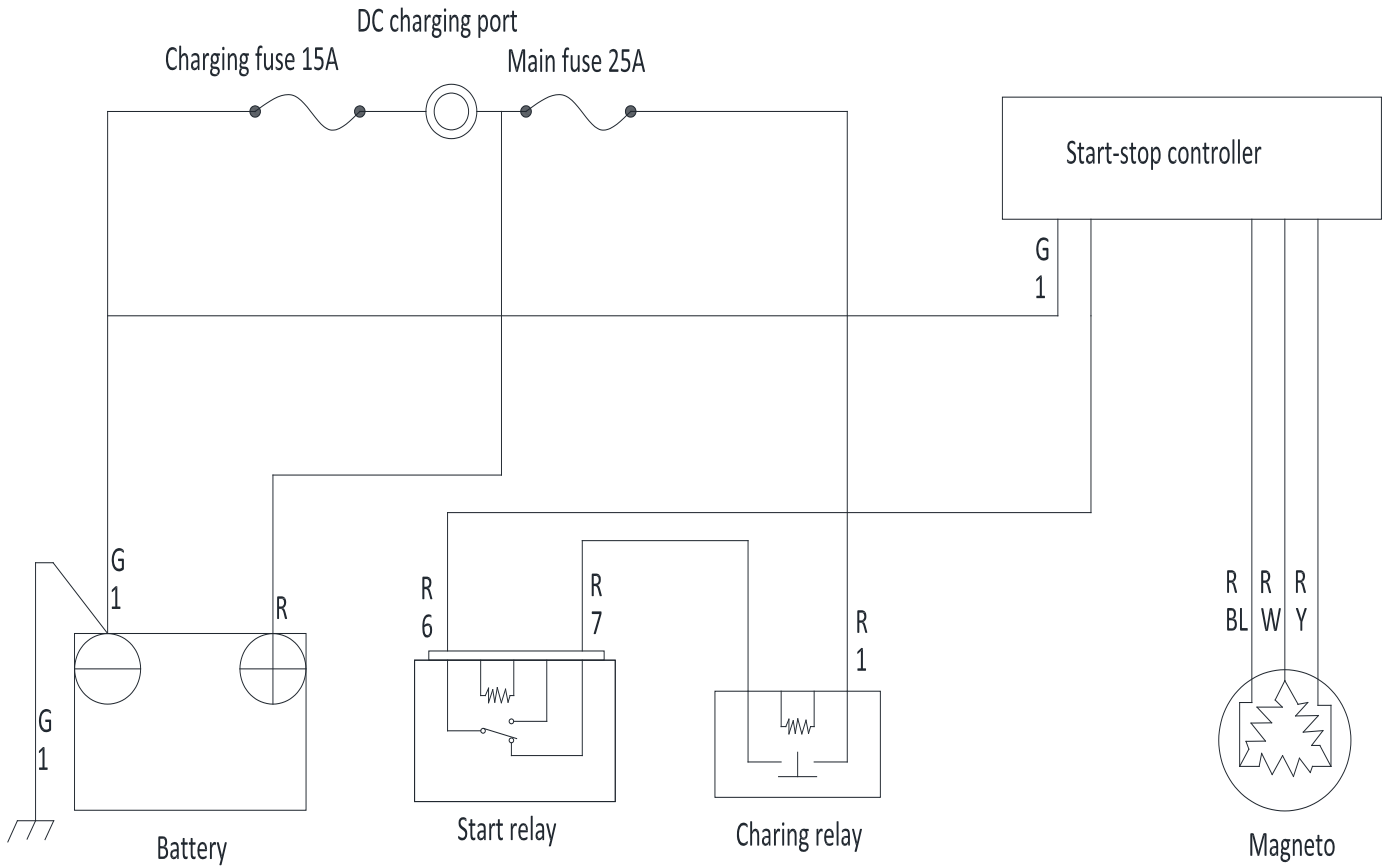 DC charging port
Charging fuse 15A
Main fuse 25A
Start-stop controller
G
1
G
1
R
R
6
R
7
R
1
R
BL
R
W
R
Y
G
1
Battery
Start relay
Charing relay
Magneto